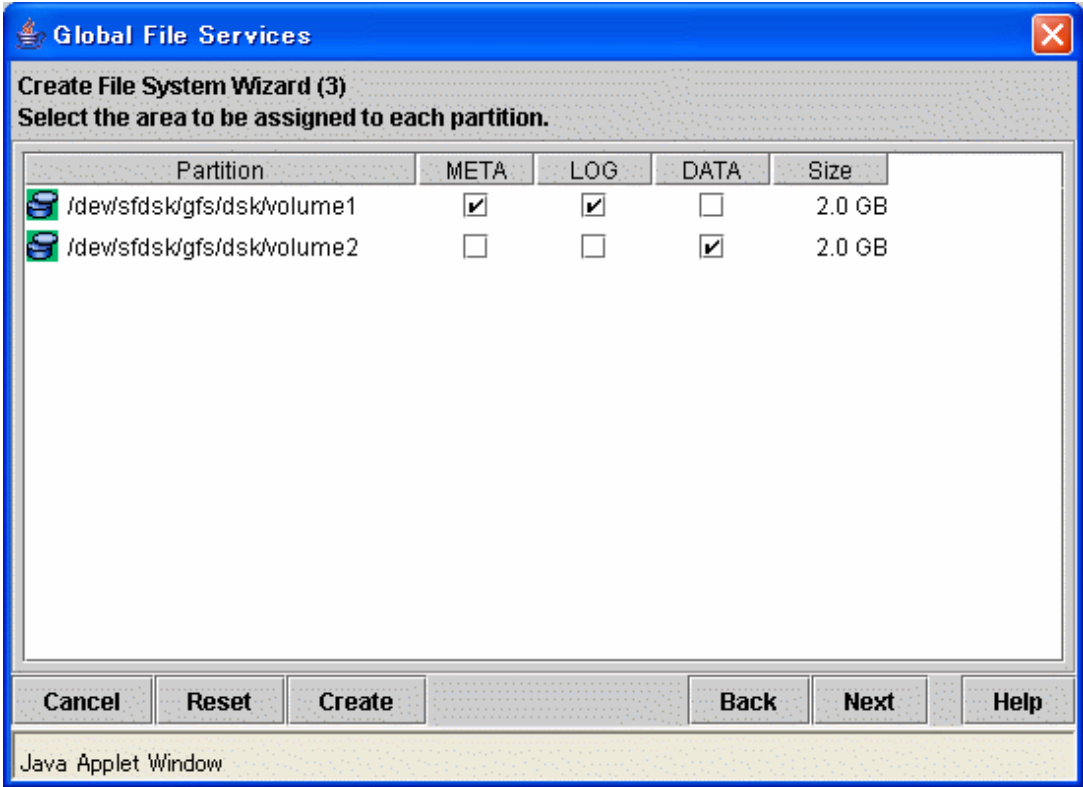 Global File Services
Create File System Wizard (3)
Select the area to be assigned to each partition.
Partition META LOG DATA Size
/dev/sfdsk/gfs/dsk/volume1 2.0 GB
/dev/sfdsk/gfs/dsk/volume2 2.0 GB
Cancel Reset Create Back Next Help
Java Applet Window